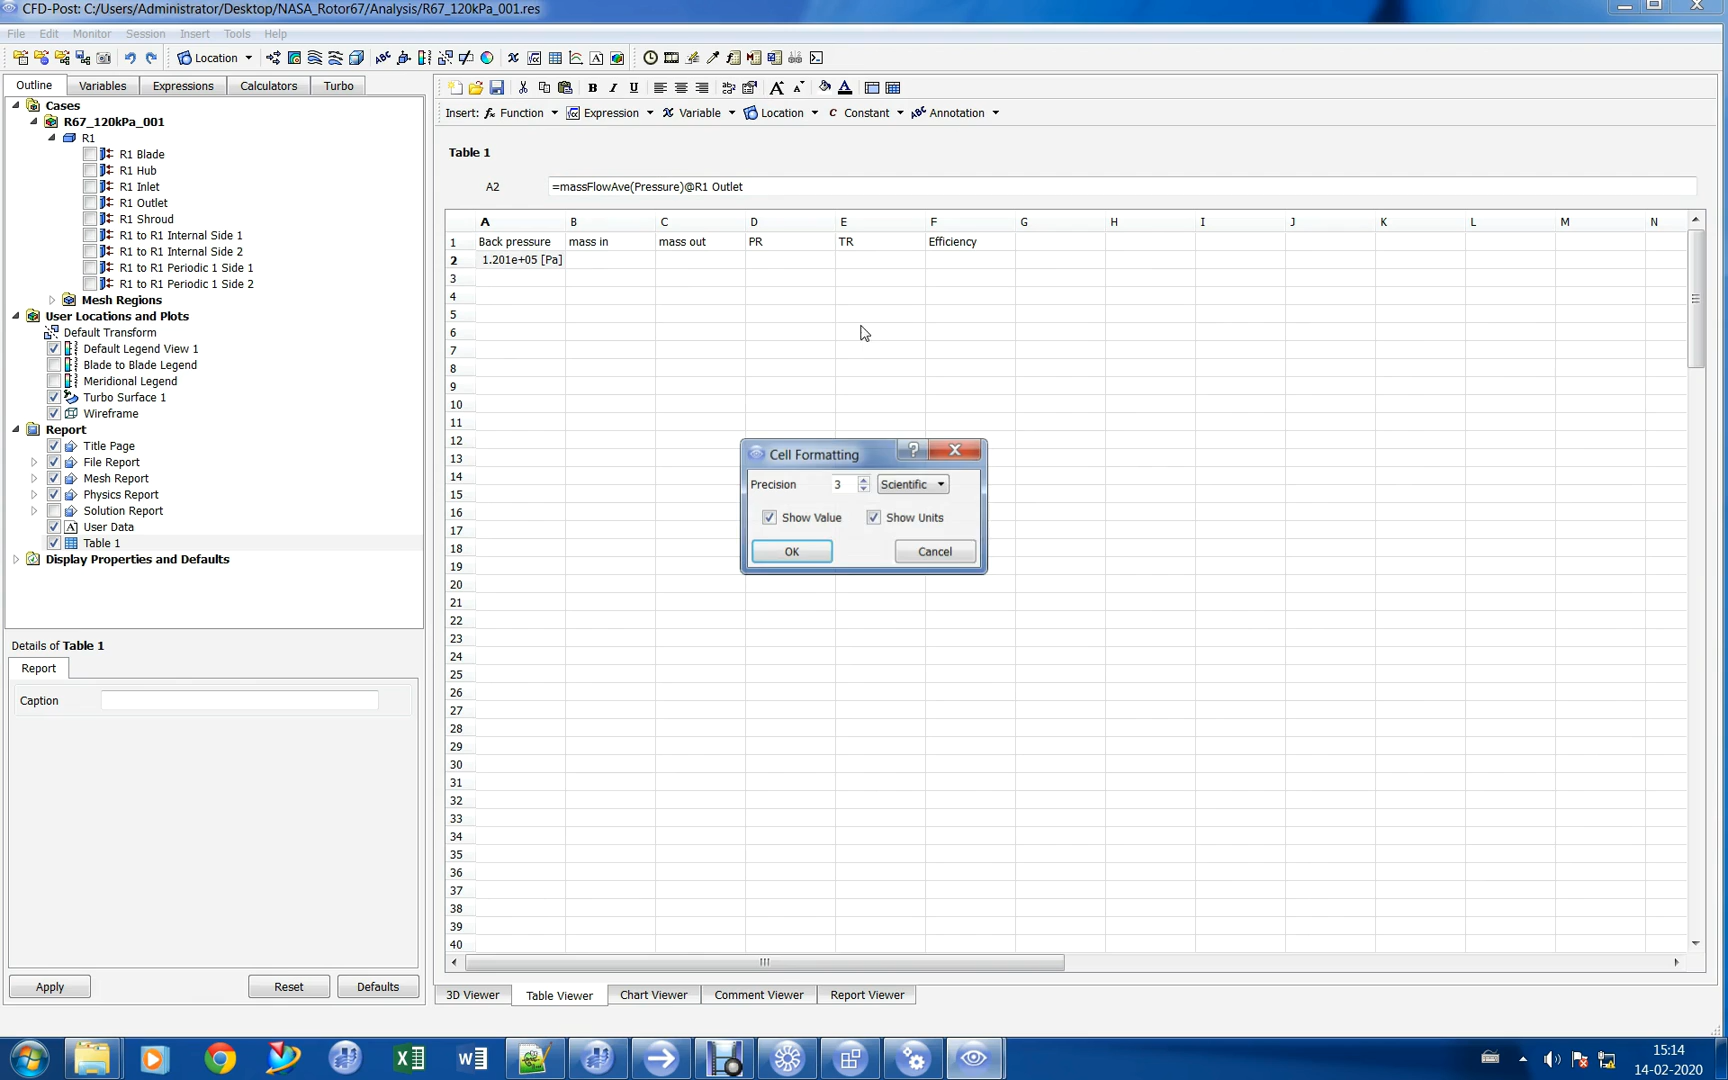 CFD-Post: C:/Users/Administrator/Desktop/NASA_Rotor67/Analysis/R67_120kPa_001.res
File Edit Monitor Session Insert Tools Help
Location
Outline Variables Expressions Calculators Turbo
Cases
R67_120kPa_001
R1
R1 Blade
R1 Hub
R1 Inlet
R1 Outlet
R1 Shroud
R1 to R1 Internal Side 1
R1 to R1 Internal Side 2
R1 to R1 Periodic 1 Side 1
R1 to R1 Periodic 1 Side 2
Mesh Regions
User Locations and Plots
Default Transform
Default Legend View 1
Blade to Blade Legend
Meridional Legend
Turbo Surface 1
Wireframe
Report
Title Page
File Report
Mesh Report
Physics Report
Solution Report
User Data
Table 1
Display Properties and Defaults
Details of Table 1
Report
Caption
Apply Reset Defaults
B I U
Insert: Function Expression Variable Location Constant Annotation
Table 1
A2 =massFlowAve(Pressure)@R1 Outlet
A B C D E F G H I J K L M N
1 Back pressure mass in mass out PR TR Efficiency
2 1.201e+05 [Pa]
3
4
5
6
7
8
9
10
11
12
13
14
15
16
17
18
19
20
21
22
23
24
25
26
27
28
29
30
31
32
33
34
35
36
37
38
39
40
Cell Formatting
Precision 3 Scientific
Show Value Show Units
OK Cancel
3D Viewer Table Viewer Chart Viewer Comment Viewer Report Viewer
15:14
14-02-2020